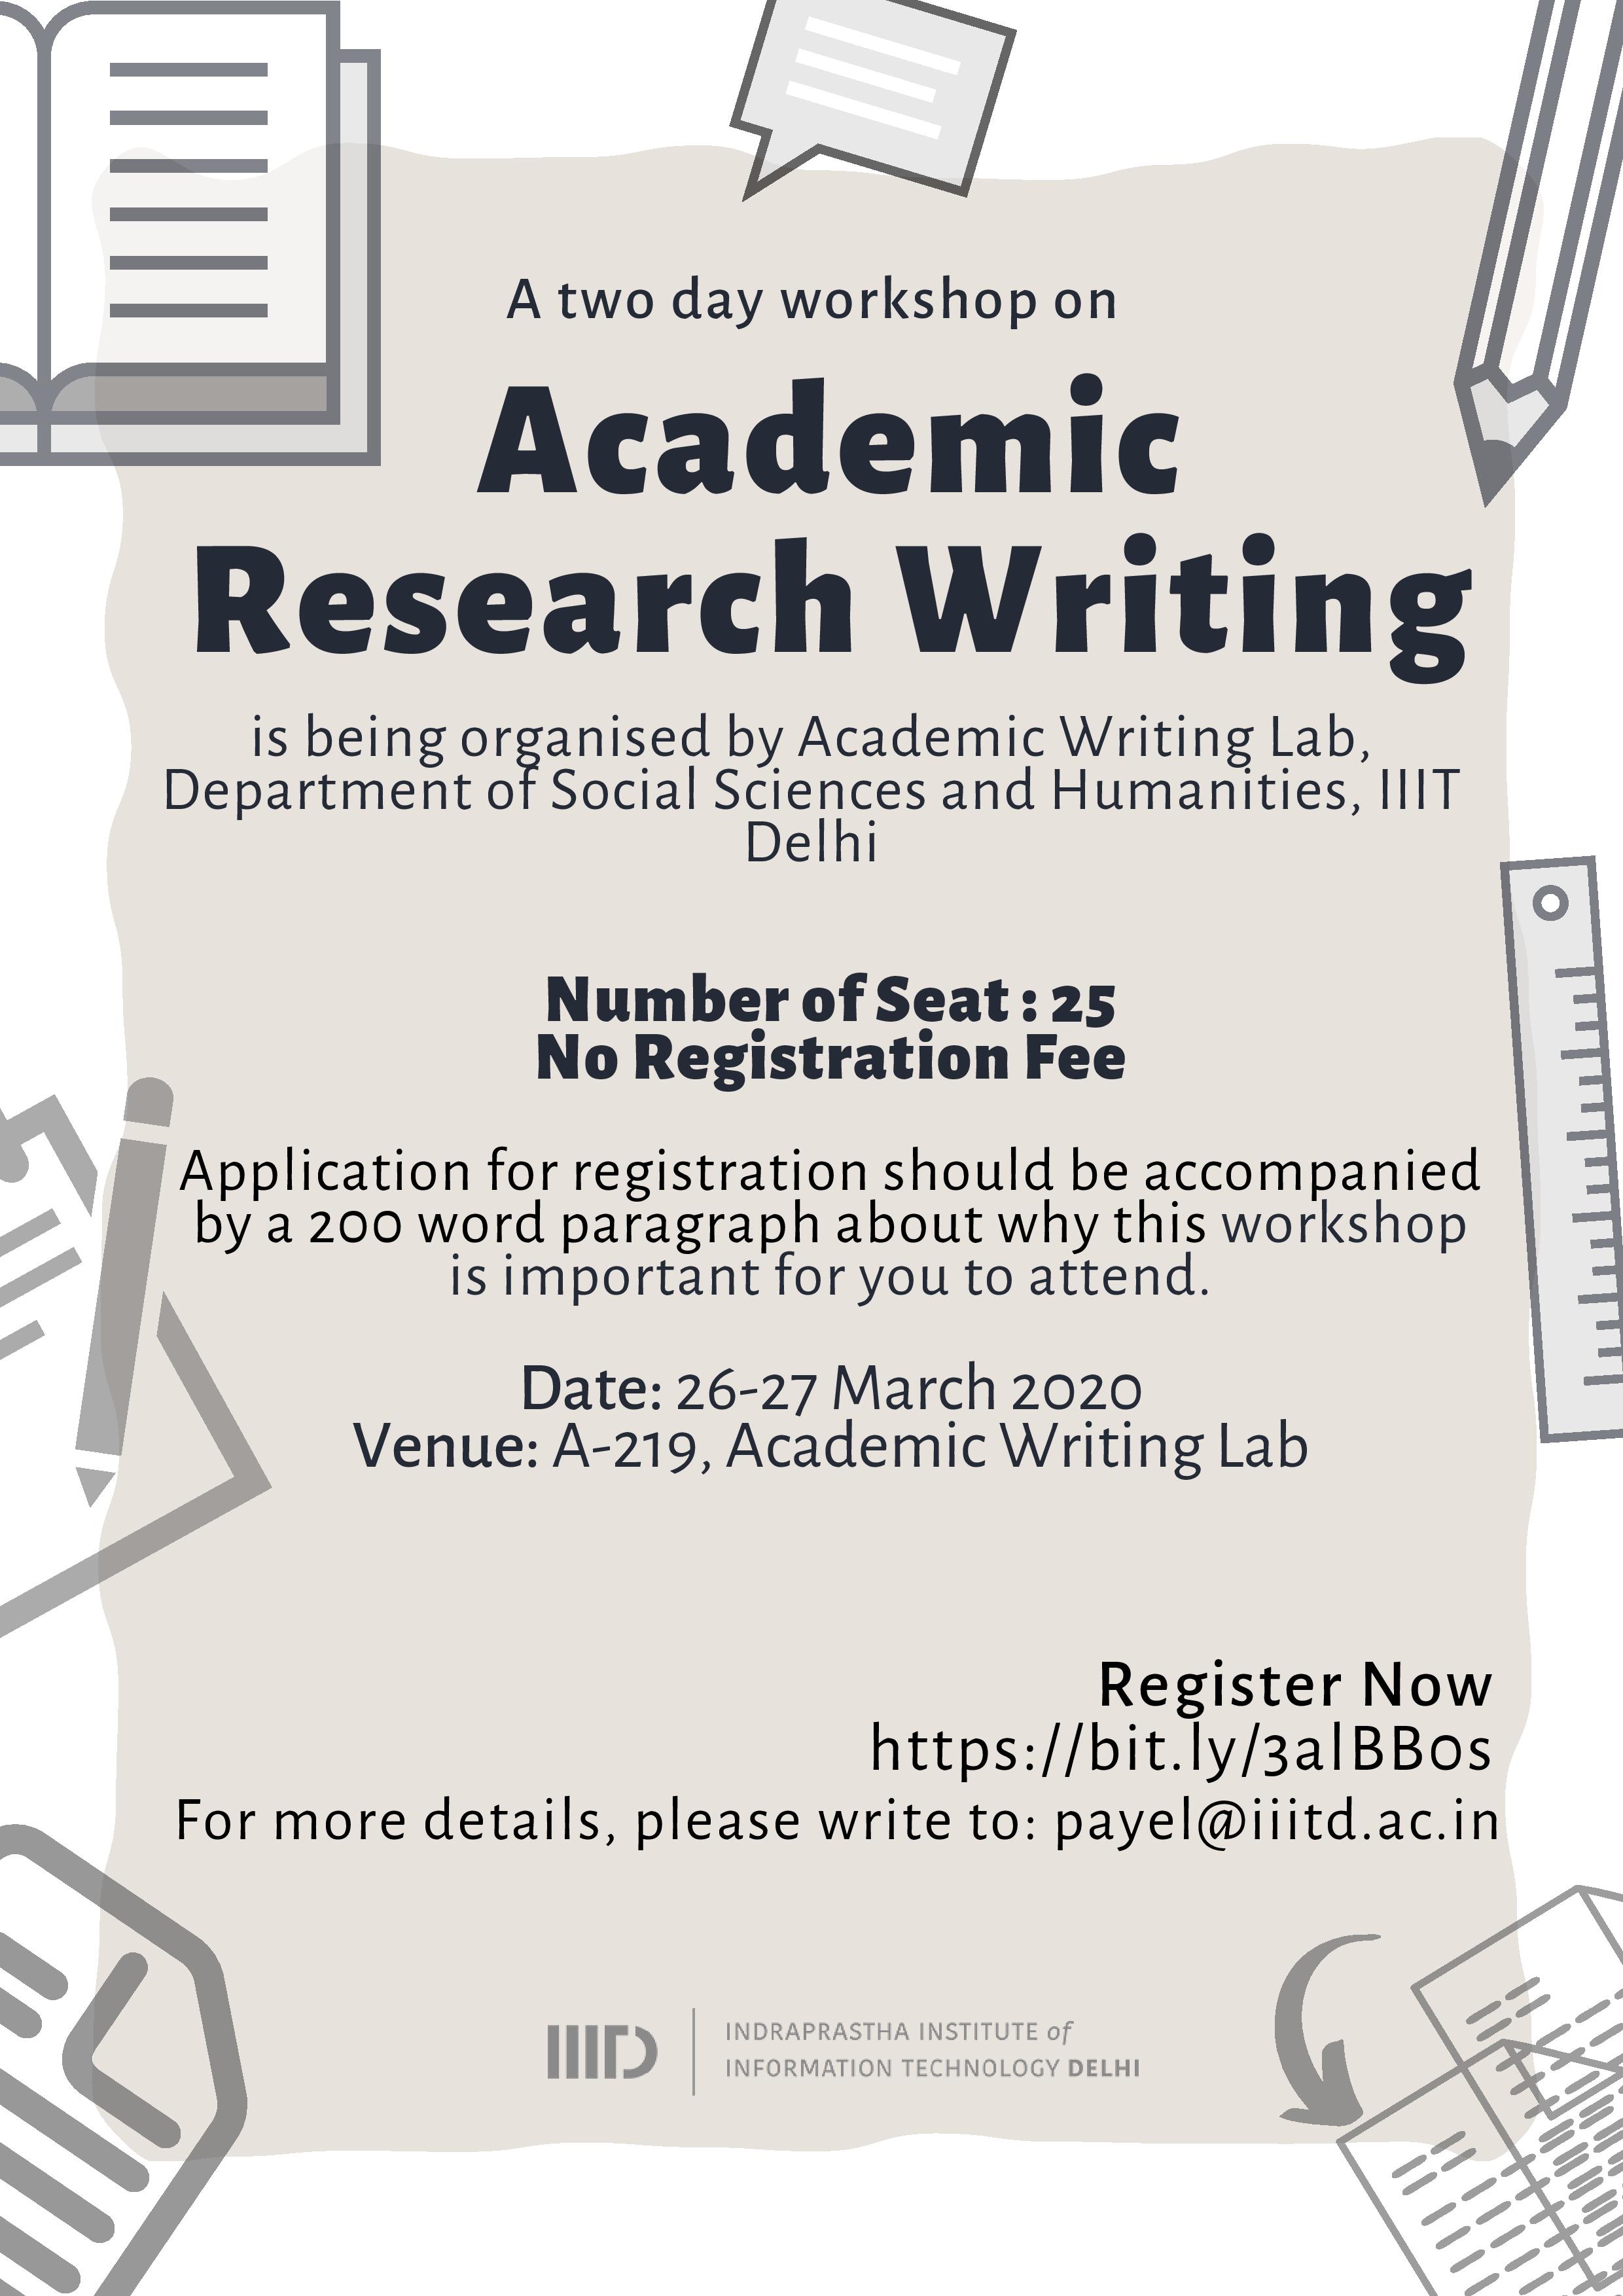 A two day workshop on
Academic
Research Writing
is being organised by Academic Writing Lab,
Department of Social Sciences and Humanities, IIIT
Delhi
Number of Seat : 25
No Registration Fee
Application for registration should be accompanied
by a 200 word paragraph about why this workshop
is important for you to attend.
Date: 26-27 March 2020
Venue: A-219, Academic Writing Lab
Register Now
https://bit.ly/3alBB0s
For more details, please write to: payel@iiitd.ac.in
IIITD
INDRAPRASTHA INSTITUTE of
INFORMATION TECHNOLOGY DELHI